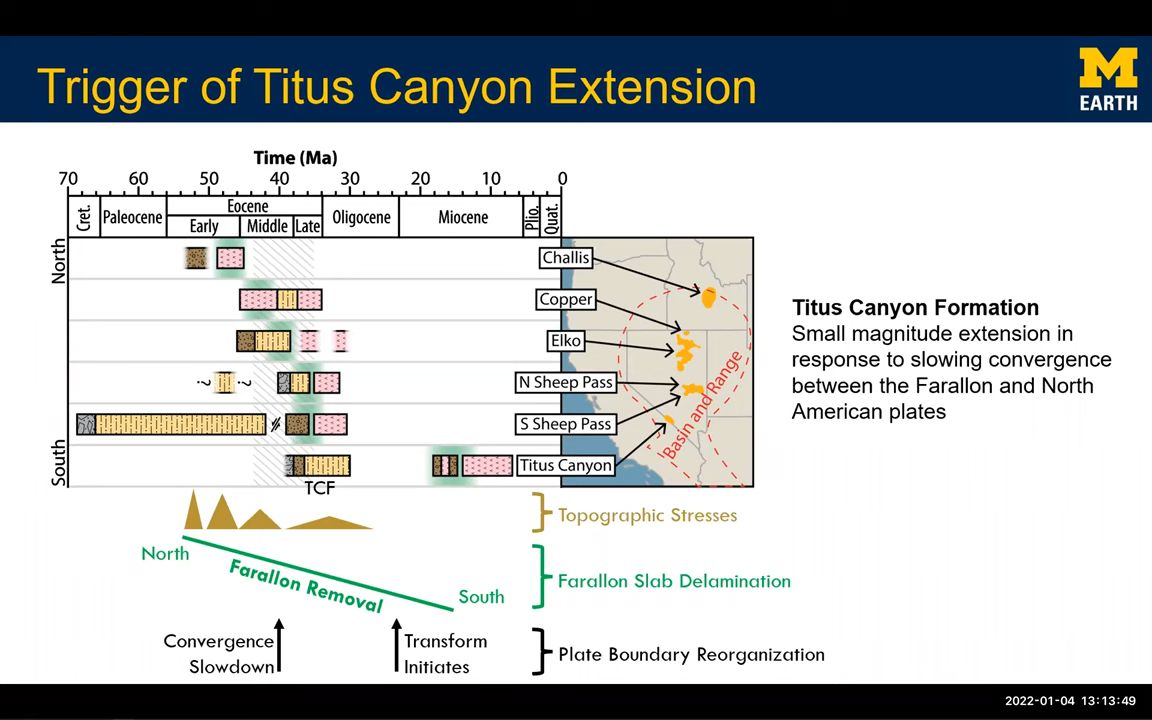 Trigger of Titus Canyon Extension
M
EARTH
Time (Ma)
70 60 50 40 30 20 10 0
Cret. Paleocene Eocene Oligocene Miocene Plio. Quat.
Early Middle Late
North
South
Challis
Copper
Elko
? ?
N Sheep Pass
S Sheep Pass
Titus Canyon
TCF
Basin and Range
Titus Canyon Formation
Small magnitude extension in
response to slowing convergence
between the Farallon and North
American plates
Topographic Stresses
North
Farallon Removal
South
Farallon Slab Delamination
Convergence
Slowdown
Transform
Initiates
Plate Boundary Reorganization
2022-01-04 13:13:49